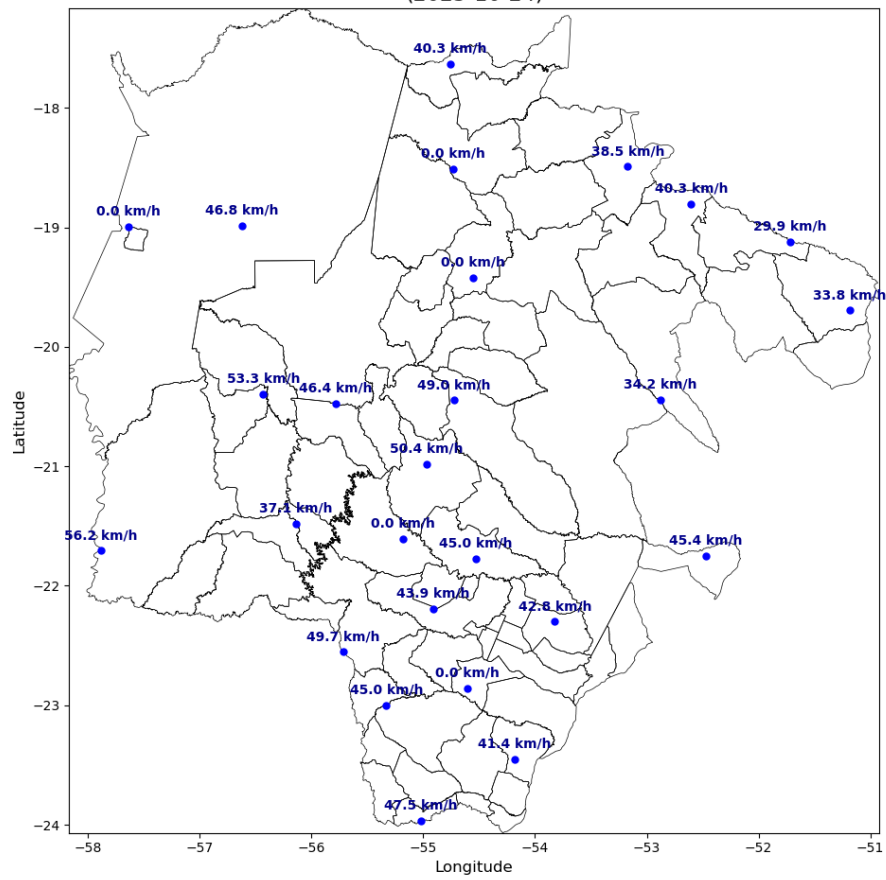 40.3 km/h
−18
0.0 km/h
38.5 km/h
40.3 km/h
0.0 km/h
46.8 km/h
−19
29.9 km/h
0.0 km/h
33.8 km/h
−20
53.3 km/h
46.4 km/h
49.0 km/h
34.2 km/h
50.4 km/h
−21
37.1 km/h
0.0 km/h
56.2 km/h
45.0 km/h
45.4 km/h
−22
43.9 km/h
42.8 km/h
49.7 km/h
0.0 km/h
45.0 km/h
−23
41.4 km/h
47.5 km/h
−24
Latitude
−58 −57 −56 −55 −54 −53 −52 −51
Longitude